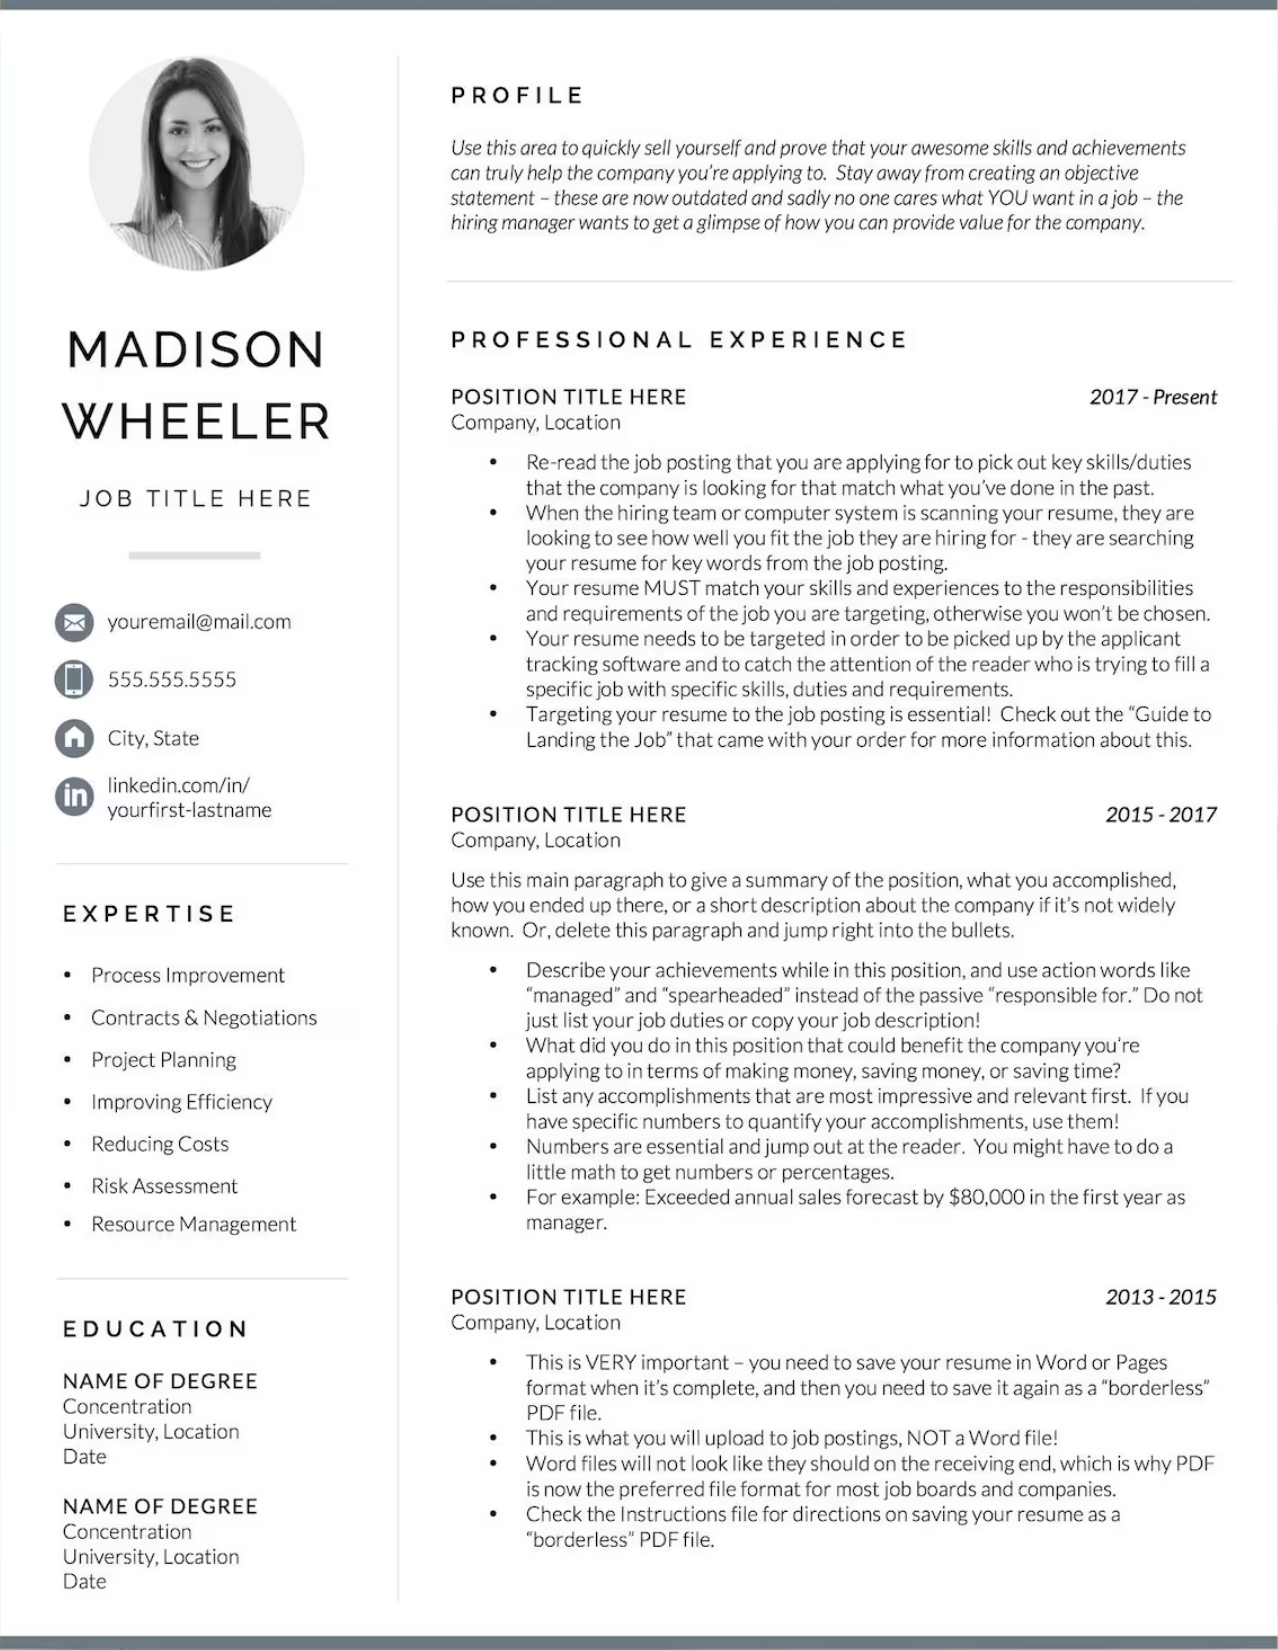 MADISON
WHEELER
JOB TITLE HERE
youremail@mail.com
555.555.5555
City, State
linkedin.com/in/
yourfirst-lastname
EXPERTISE
• Process Improvement
• Contracts & Negotiations
• Project Planning
• Improving Efficiency
• Reducing Costs
• Risk Assessment
• Resource Management
EDUCATION
NAME OF DEGREE
Concentration
University, Location
Date
NAME OF DEGREE
Concentration
University, Location
Date
PROFILE
Use this area to quickly sell yourself and prove that your awesome skills and achievements
can truly help the company you’re applying to.  Stay away from creating an objective
statement – these are now outdated and sadly no one cares what YOU want in a job – the
hiring manager wants to get a glimpse of how you can provide value for the company.
PROFESSIONAL EXPERIENCE
POSITION TITLE HERE 2017 - Present
Company, Location
• Re-read the job posting that you are applying for to pick out key skills/duties
that the company is looking for that match what you’ve done in the past.
• When the hiring team or computer system is scanning your resume, they are
looking to see how well you fit the job they are hiring for - they are searching
your resume for key words from the job posting.
• Your resume MUST match your skills and experiences to the responsibilities
and requirements of the job you are targeting, otherwise you won’t be chosen.
• Your resume needs to be targeted in order to be picked up by the applicant
tracking software and to catch the attention of the reader who is trying to fill a
specific job with specific skills, duties and requirements.
• Targeting your resume to the job posting is essential!  Check out the “Guide to
Landing the Job” that came with your order for more information about this.
POSITION TITLE HERE 2015 - 2017
Company, Location
Use this main paragraph to give a summary of the position, what you accomplished,
how you ended up there, or a short description about the company if it’s not widely
known.  Or, delete this paragraph and jump right into the bullets.
• Describe your achievements while in this position, and use action words like
“managed” and “spearheaded” instead of the passive “responsible for.” Do not
just list your job duties or copy your job description!
• What did you do in this position that could benefit the company you’re
applying to in terms of making money, saving money, or saving time?
• List any accomplishments that are most impressive and relevant first.  If you
have specific numbers to quantify your accomplishments, use them!
• Numbers are essential and jump out at the reader.  You might have to do a
little math to get numbers or percentages.
• For example: Exceeded annual sales forecast by $80,000 in the first year as
manager.
POSITION TITLE HERE 2013 - 2015
Company, Location
• This is VERY important – you need to save your resume in Word or Pages
format when it’s complete, and then you need to save it again as a “borderless”
PDF file.
• This is what you will upload to job postings, NOT a Word file!
• Word files will not look like they should on the receiving end, which is why PDF
is now the preferred file format for most job boards and companies.
• Check the Instructions file for directions on saving your resume as a
“borderless” PDF file.